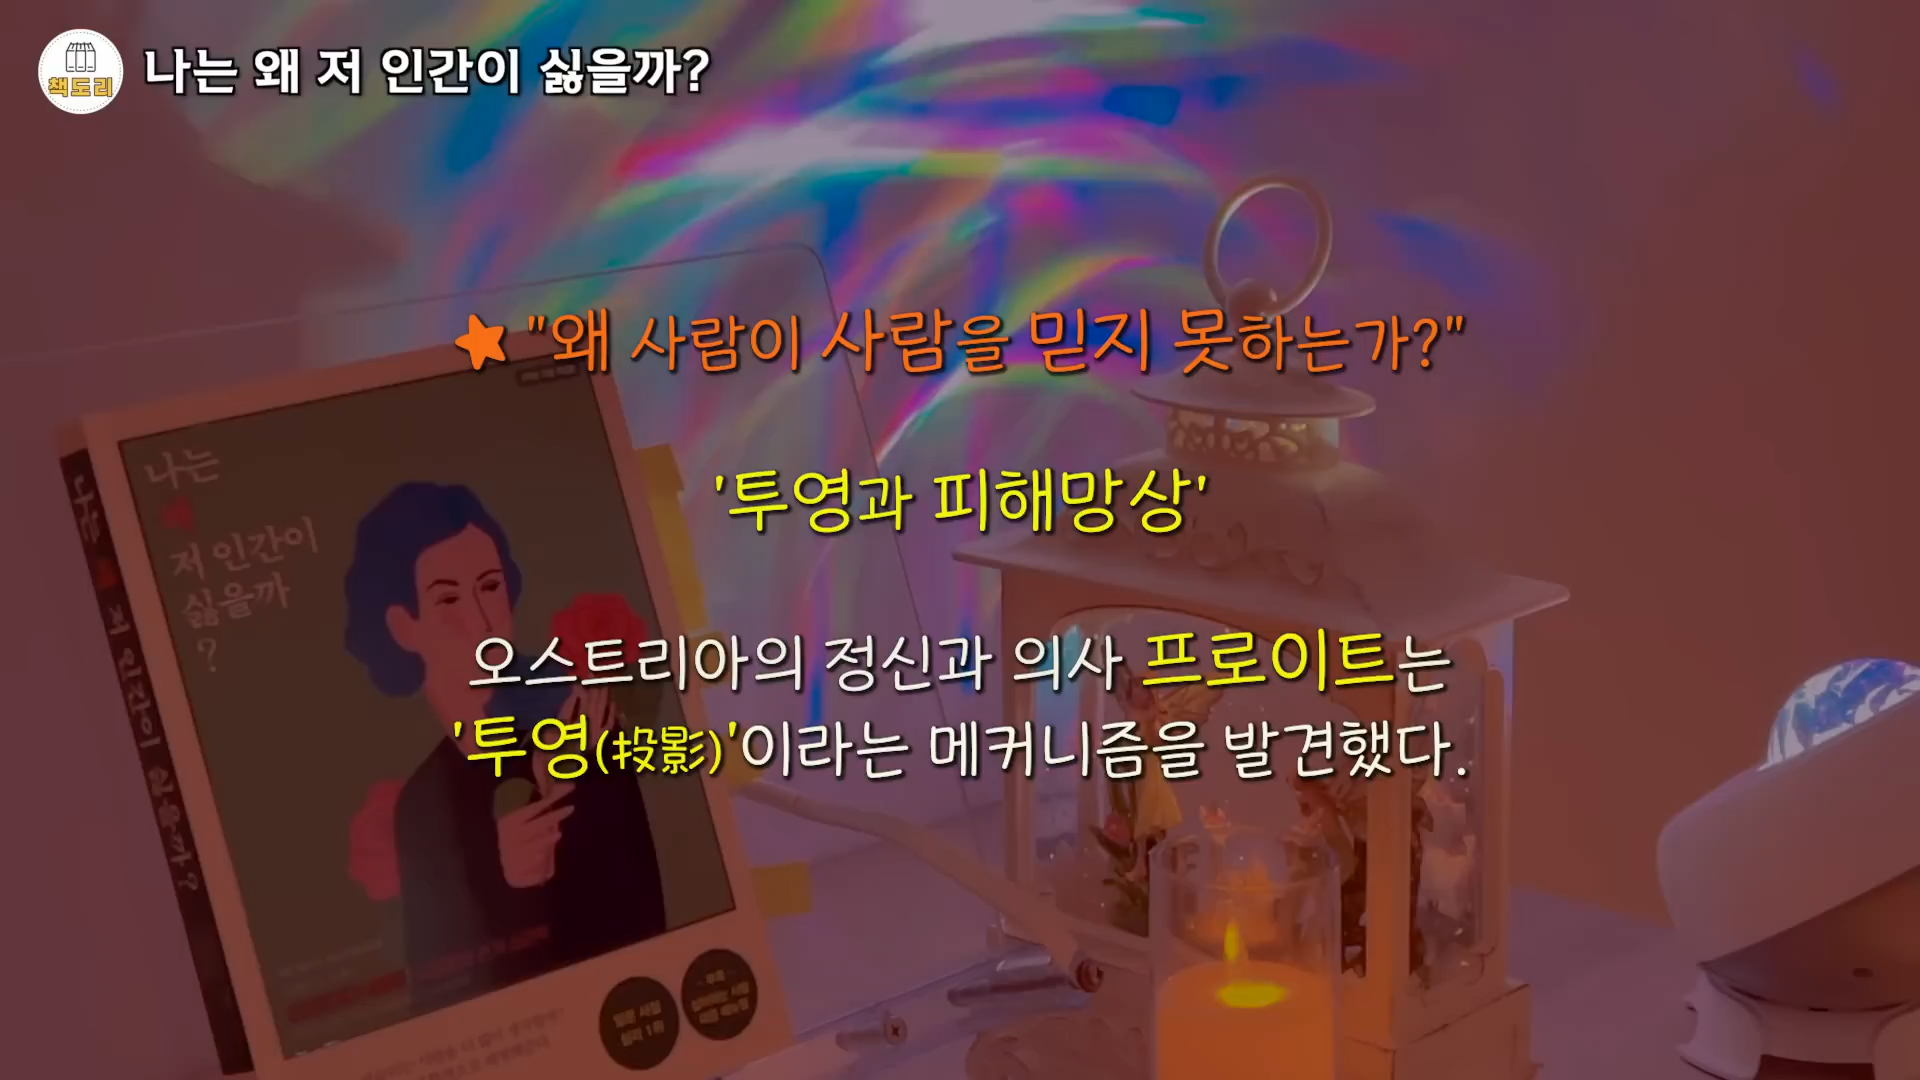 책도리
나는 왜 저 인간이 싫을까?
★ "왜 사람이 사람을 믿지 못하는가?"
'투영과 피해망상'
오스트리아의 정신과 의사 프로이트는
'투영(投影)'이라는 메커니즘을 발견했다.
나는
왜
저 인간이
싫을까
?
나는 왜 저 인간이 싫을까?